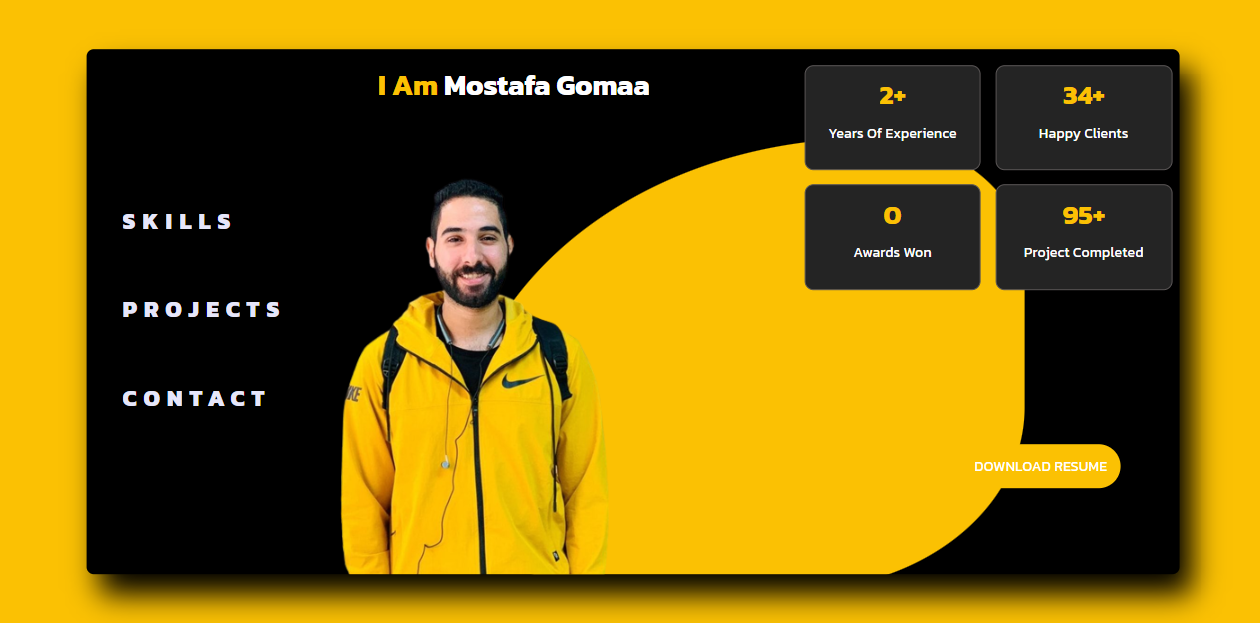 I Am Mostafa Gomaa
2+
Years Of Experience
34+
Happy Clients
0
Awards Won
95+
Project Completed
SKILLS
PROJECTS
CONTACT
DOWNLOAD RESUME